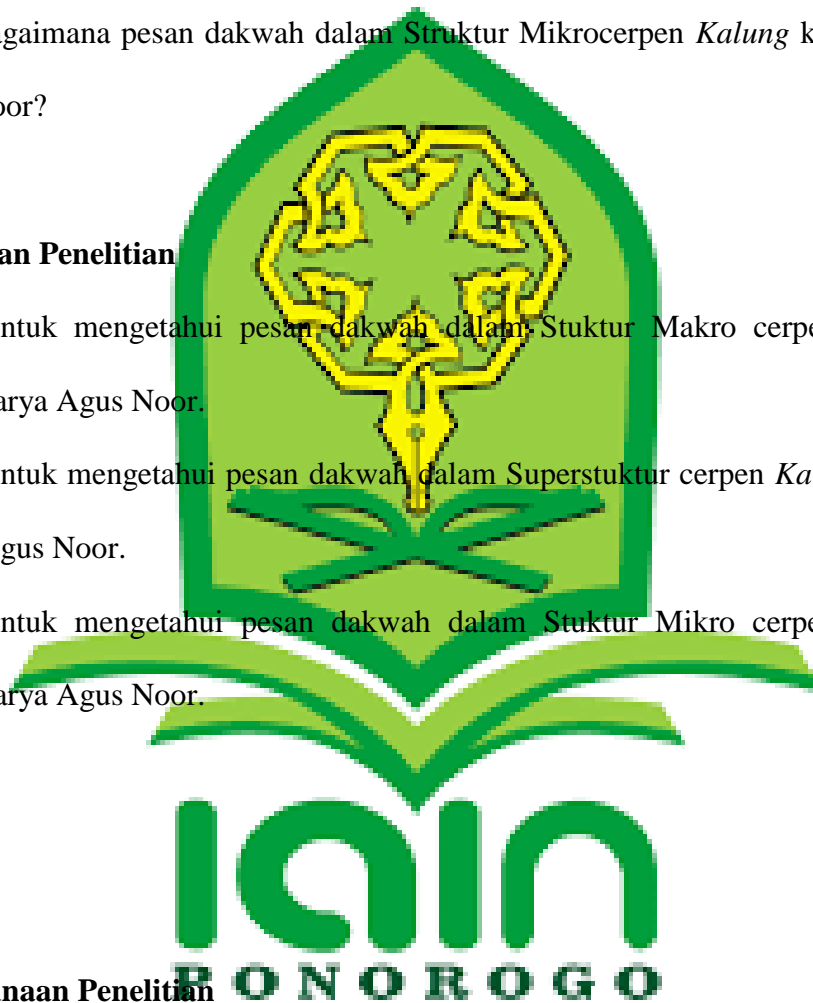 agaimana pesan dakwah dalam Struktur Mikrocerpen Kalung k
oor?
an Penelitian
ntuk mengetahui pesan dakwah dalam Stuktur Makro cerpe
arya Agus Noor.
ntuk mengetahui pesan dakwah dalam Superstuktur cerpen Ka
gus Noor.
ntuk mengetahui pesan dakwah dalam Stuktur Mikro cerpe
arya Agus Noor.
iain
PONOROGO
naan Penelitian